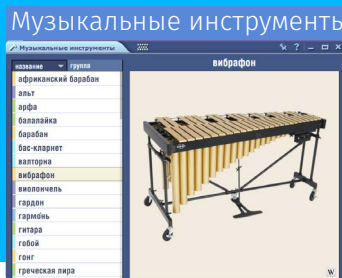 Музыкальные инструменты
Музыкальные инструменты
название группа
вибрафон
африканский барабан
альт
арфа
балалайка
барабан
бас-кларнет
валторна
вибрафон
виолончель
гардон
гармонь
гитара
гобой
гонг
греческая лира
W